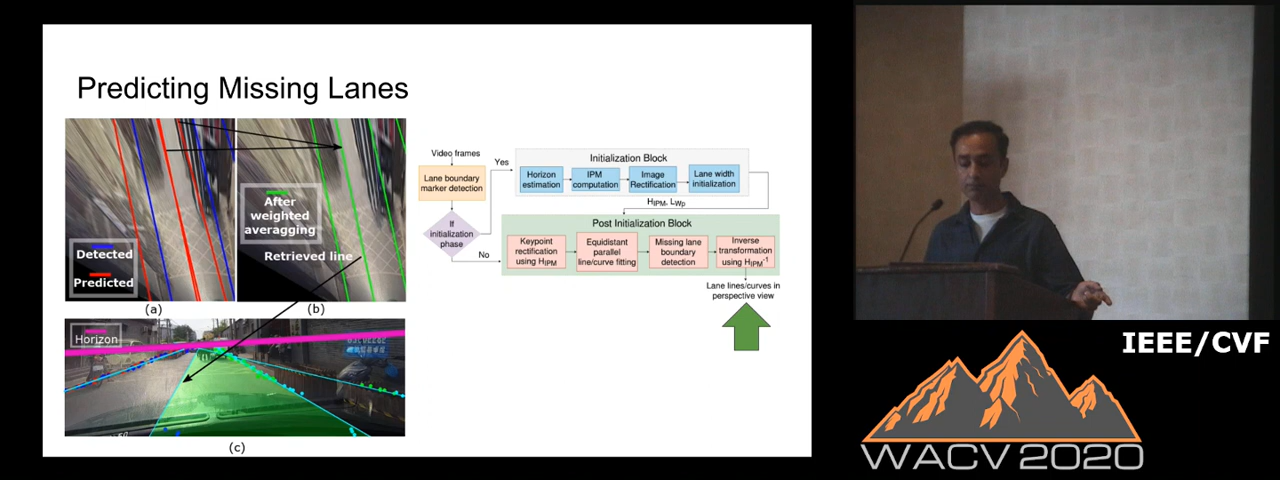 Predicting Missing Lanes
After
weighted
averagging
Retrieved line
Detected
Predicted
(a)
(b)
Horizon
(c)
Video frames
Lane boundary
marker detection
If
initialization
phase
Yes
No
Initialization Block
Horizon
estimation
IPM
computation
Image
Rectification
Lane width
initialization
H_IPM, L_Wp
Post Initialization Block
Keypoint
rectification
using H_IPM
Equidistant
parallel
line/curve fitting
Missing lane
boundary
detection
Inverse
transformation
using H_IPM^-1
Lane lines/curves in
perspective view
IEEE/CVF
WACV 2020